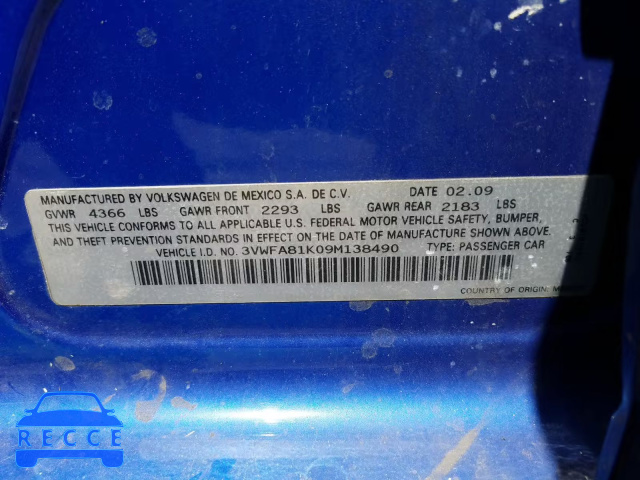 MANUFACTURED BY VOLKSWAGEN DE MEXICO S.A. DE C.V. DATE 02.09
GVWR 4366 LBS GAWR FRONT 2293 LBS GAWR REAR 2183 LBS
THIS VEHICLE CONFORMS TO ALL APPLICABLE U.S. FEDERAL MOTOR VEHICLE SAFETY, BUMPER,
AND THEFT PREVENTION STANDARDS IN EFFECT ON THE DATE OF MANUFACTURE SHOWN ABOVE.
VEHICLE I.D. NO. 3VWFA81K09M138490 TYPE: PASSENGER CAR
COUNTRY OF ORIGIN:
RECCE